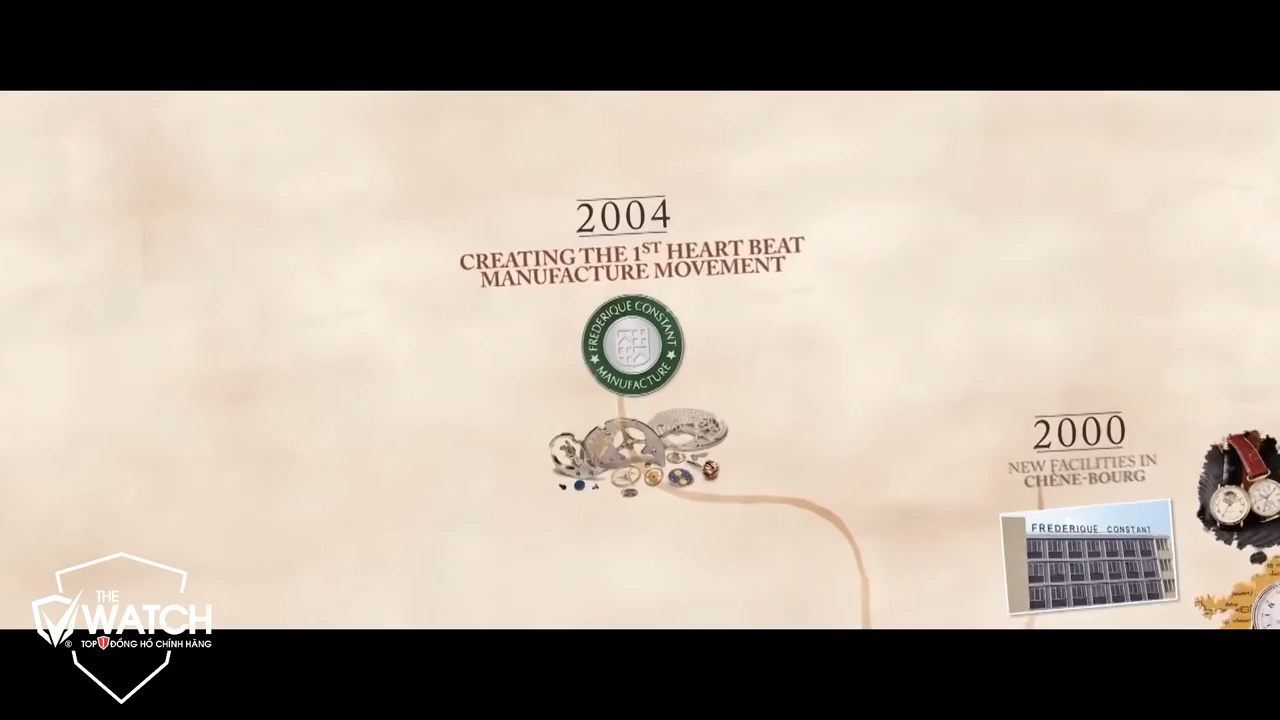 2004
CREATING THE 1ST HEART BEAT
MANUFACTURE MOVEMENT
FREDERIQUE CONSTANT
MANUFACTURE
2000
NEW FACILITIES IN
CHÊNE-BOURG
FREDERIQUE CONSTANT
THE
WATCH
®
TOP 1 ĐỒNG HỒ CHÍNH HÃNG